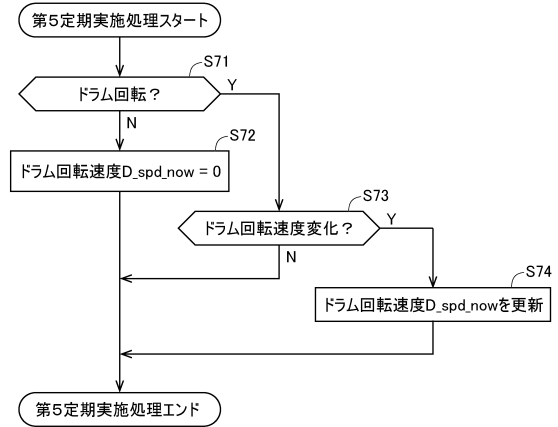 第5定期実施処理スタート
S71
ドラム回転？
Y
N
S72
ドラム回転速度D_spd_now = 0
S73
ドラム回転速度変化？
Y
N
S74
ドラム回転速度D_spd_nowを更新
第5定期実施処理エンド